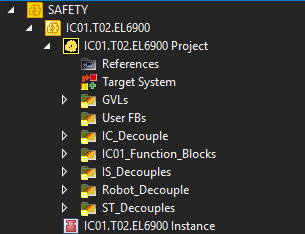 SAFETY
IC01.T02.EL6900
IC01.T02.EL6900 Project
References
Target System
GVLs
User FBs
IC_Decouple
IC01_Function_Blocks
IS_Decouples
Robot_Decouple
ST_Decouples
IC01.T02.EL6900 Instance